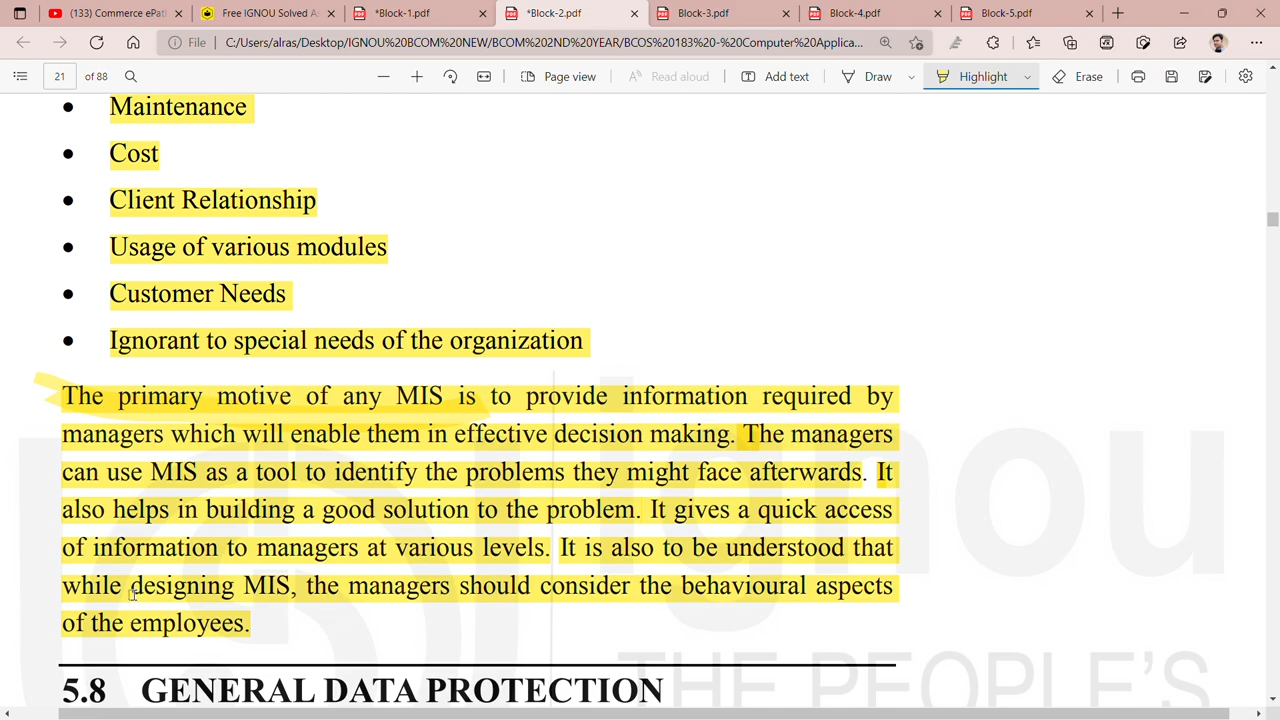 (133) Commerce ePat
Free IGNOU Solved A
*Block-1.pdf
*Block-2.pdf
Block-3.pdf
Block-4.pdf
Block-5.pdf
File
C:/Users/alras/Desktop/IGNOU%20BCOM%20NEW/BCOM%202ND%20YEAR/BCOS%20183%20-%20Computer%20Applica...
21 of 88
Page view
Read aloud
Add text
Draw
Highlight
Erase
• Maintenance
• Cost
• Client Relationship
• Usage of various modules
• Customer Needs
• Ignorant to special needs of the organization
The primary motive of any MIS is to provide information required by
managers which will enable them in effective decision making. The managers
can use MIS as a tool to identify the problems they might face afterwards. It
also helps in building a good solution to the problem. It gives a quick access
of information to managers at various levels. It is also to be understood that
while designing MIS, the managers should consider the behavioural aspects
of the employees.
ignou
THE PEOPLE'S
5.8 GENERAL DATA PROTECTION